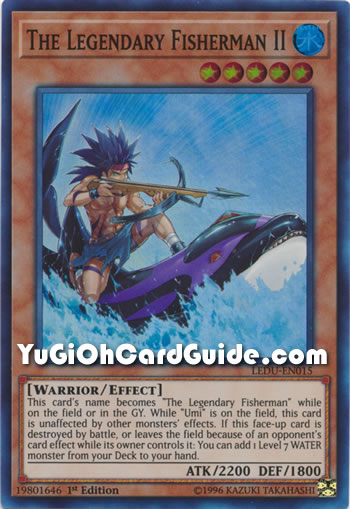 THE LEGENDARY FISHERMAN II
水
YuGiOhCardGuide.com
LEDU-EN015
[WARRIOR/EFFECT]
This card's name becomes "The Legendary Fisherman" while
on the field or in the GY. While "Umi" is on the field, this card
is unaffected by other monsters' effects. If this face-up card is
destroyed by battle, or leaves the field because of an opponent's
card effect while its owner controls it: You can add 1 Level 7 WATER
monster from your Deck to your hand.
ATK/2200 DEF/1800
19801646 1st Edition ©1996 KAZUKI TAKAHASHI